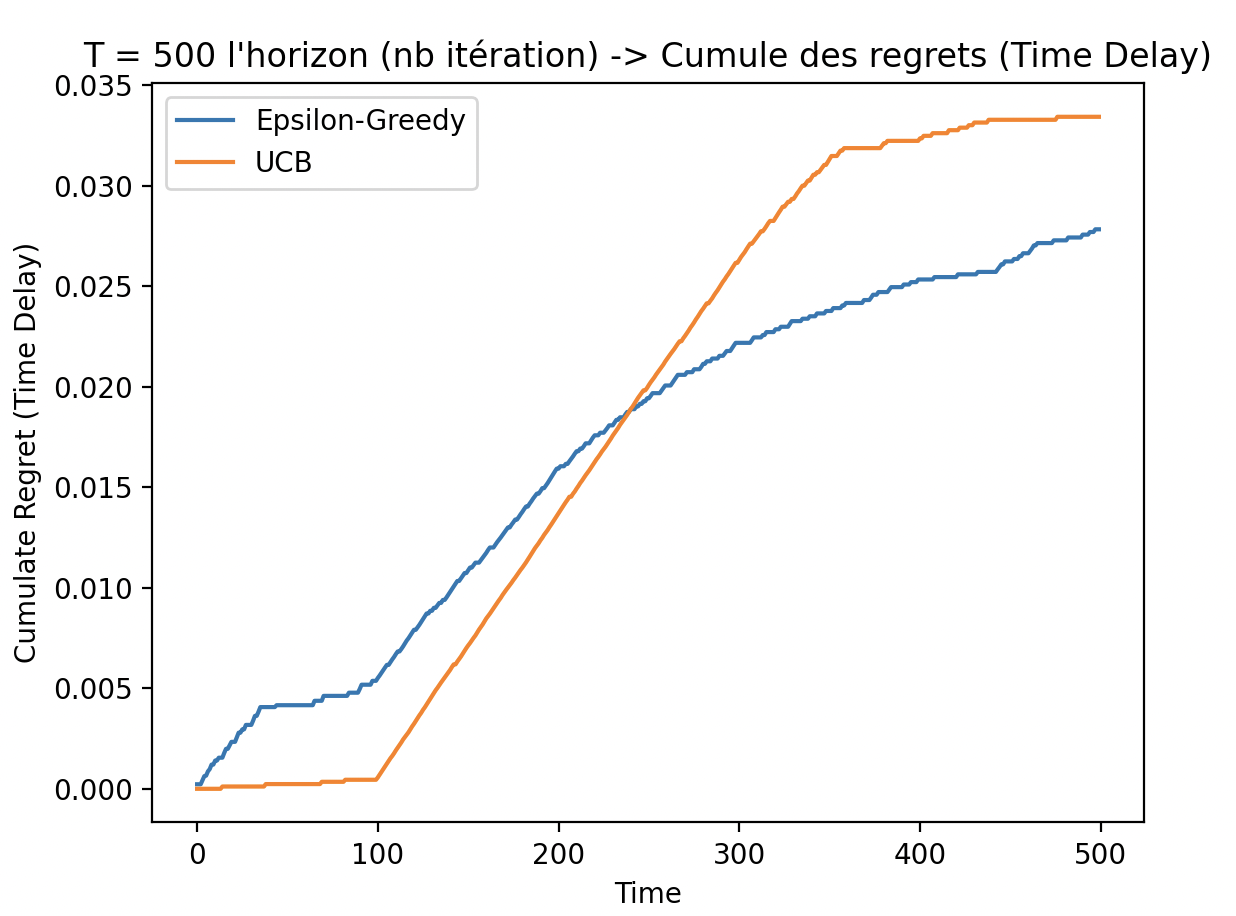 T = 500 l'horizon (nb itération) -> Cumule des regrets (Time Delay)
Epsilon-Greedy
UCB
Cumulate Regret (Time Delay)
0.035
0.030
0.025
0.020
0.015
0.010
0.005
0.000
0 100 200 300 400 500
Time